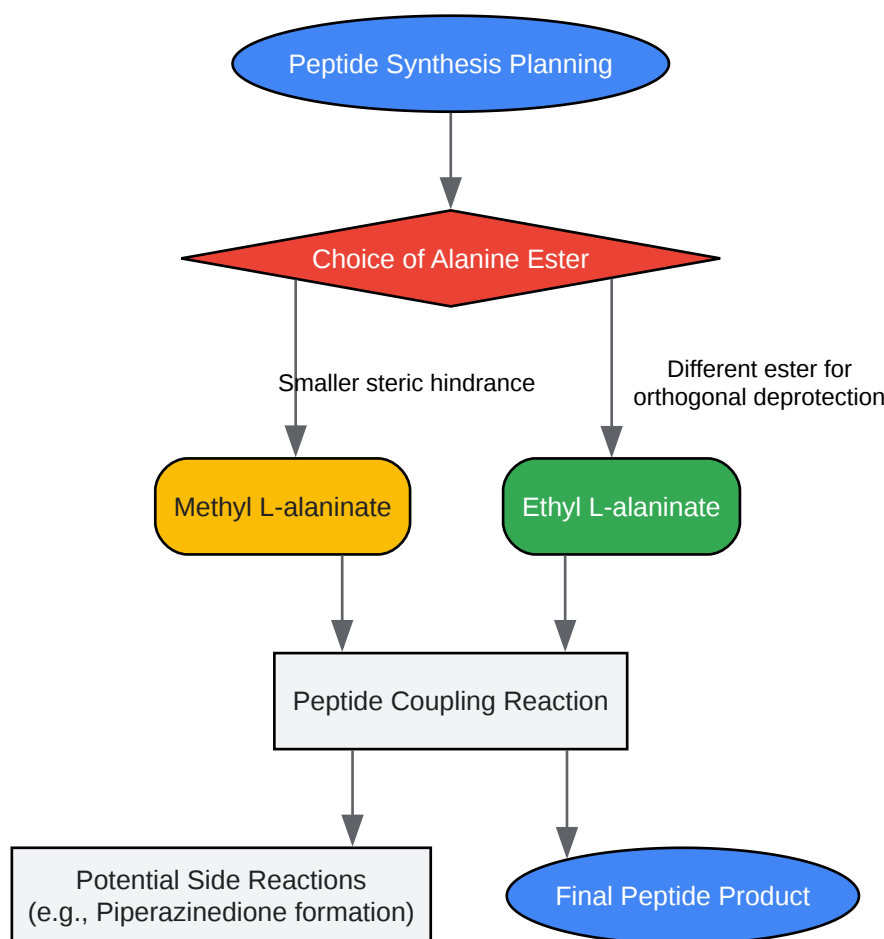 Peptide Synthesis Planning
Choice of Alanine Ester
Smaller steric hindrance
Different ester for
orthogonal deprotection
Methyl L-alaninate
Ethyl L-alaninate
Peptide Coupling Reaction
Potential Side Reactions
(e.g., Piperazinedione formation)
Final Peptide Product